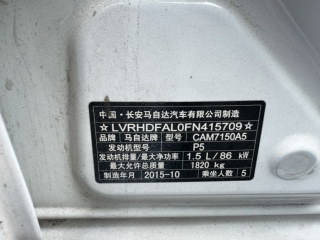 中国·长安马自达汽车有限公司制造
☆LVRHDFAL0FN415709☆
品牌 马自达牌 型号 CAM7150A5
发动机型号 P5
发动机排量/最大净功率 1.5 L/86 kW
最大允许总质量 1820 kg
制造年月 2015-10 乘坐人数 5